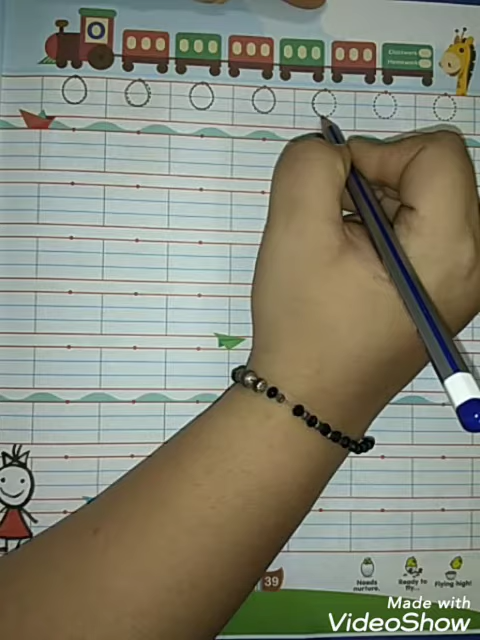 O
Classwork
Homework
O O O O O O O
39
Needs nurture.
Ready to fly...
Flying high!
Made with
VideoShow